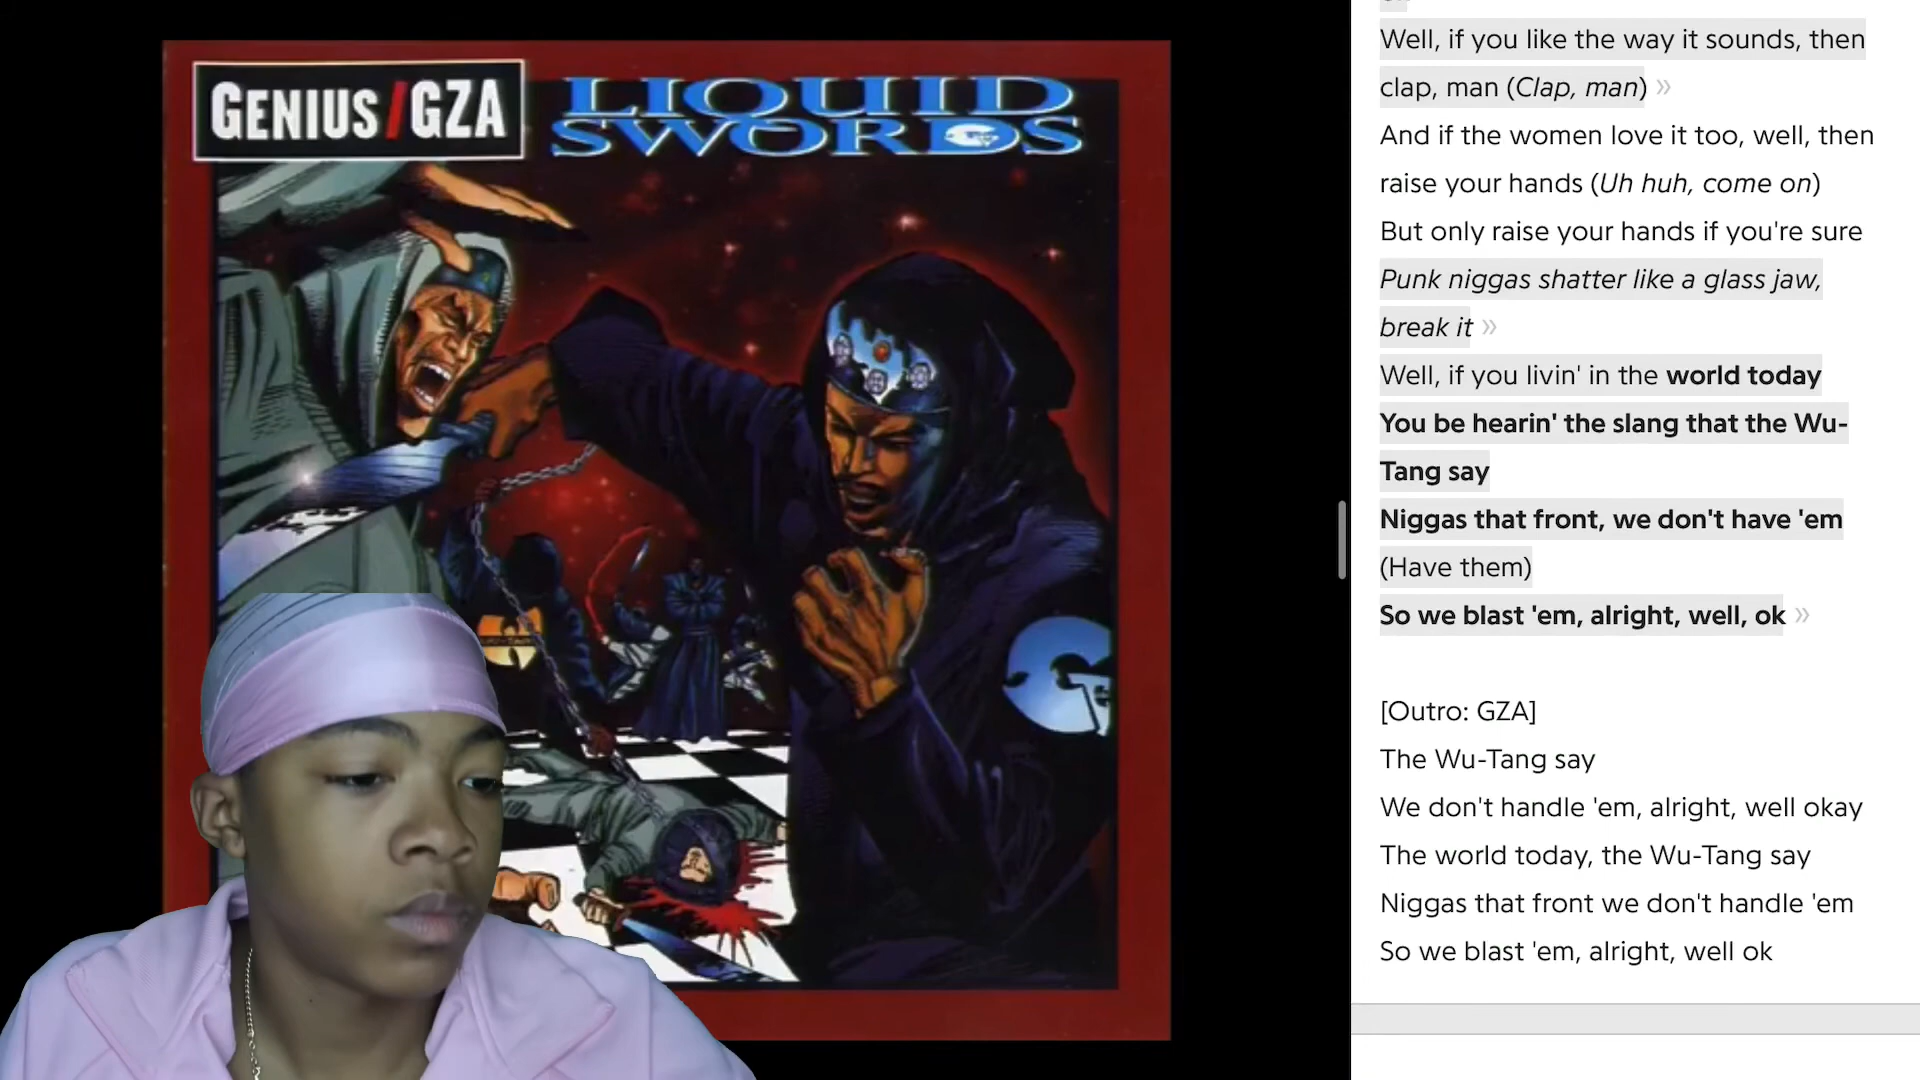 GENIUS/GZA
LIQUID
SWORDS
Well, if you like the way it sounds, then
clap, man (Clap, man) »
And if the women love it too, well, then
raise your hands (Uh huh, come on)
But only raise your hands if you're sure
Punk niggas shatter like a glass jaw,
break it »
Well, if you livin' in the world today
You be hearin' the slang that the Wu-
Tang say
Niggas that front, we don't have 'em
(Have them)
So we blast 'em, alright, well, ok »
[Outro: GZA]
The Wu-Tang say
We don't handle 'em, alright, well okay
The world today, the Wu-Tang say
Niggas that front we don't handle 'em
So we blast 'em, alright, well ok